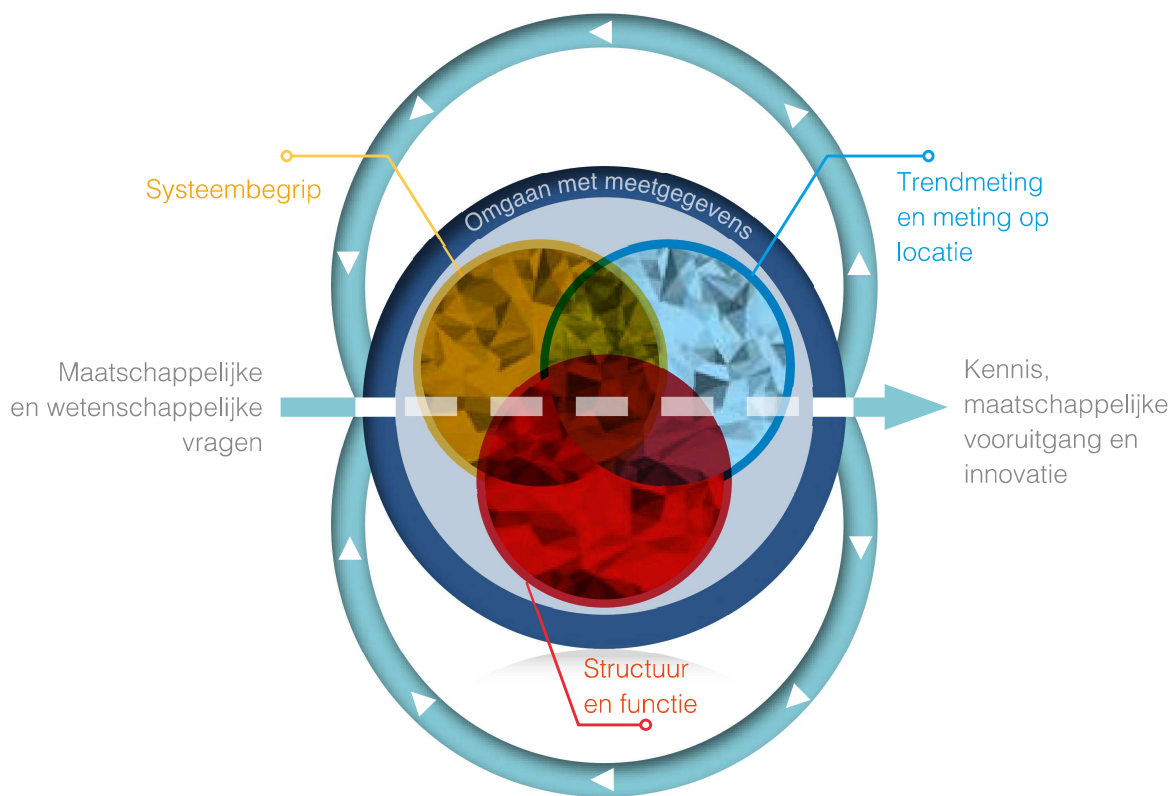 Omgaan met meetgegevens
Systeembegrip
Trendmeting
en meting op
locatie
Maatschappelijke
en wetenschappelijke
vragen
Kennis,
maatschappelijke
vooruitgang en
innovatie
Structuur
en functie